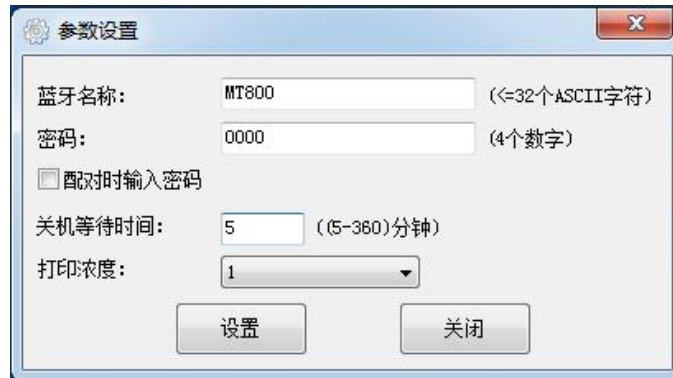 参数设置
蓝牙名称: MT800 (<=32个ASCII字符)
密码: 0000 (4个数字)
配对时输入密码
关机等待时间: 5 ((5-360)分钟)
打印浓度: 1
设置 关闭